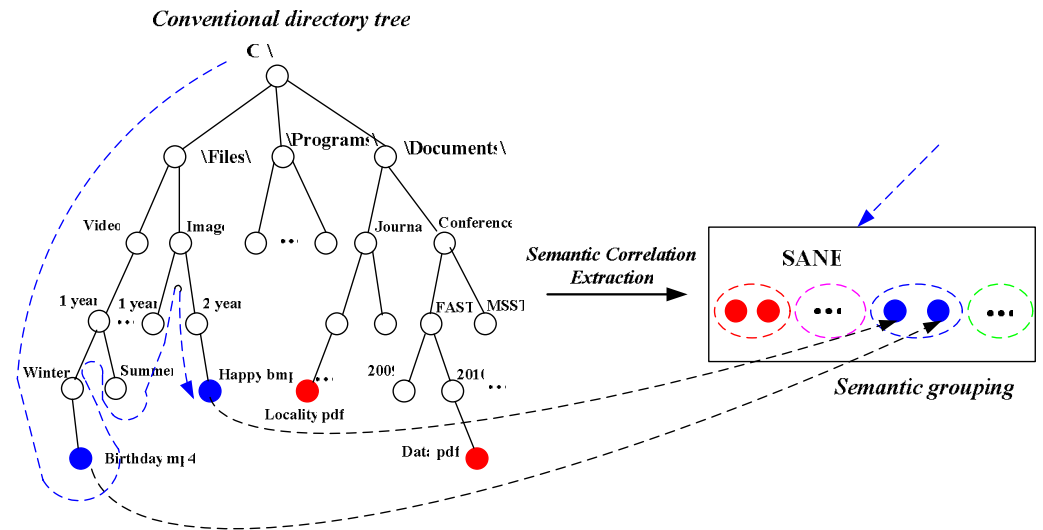 Conventional directory tree
C \
\Files\
\Programs\
\Documents\
Video
Image
Journa
Conference
1 year
1 year
2 year
FAST
MSST
Winter
Summer
Happy bmp
Locality pdf
2009
2010
Birthday mp4
Data pdf
Semantic Correlation
Extraction
SANE
Semantic grouping